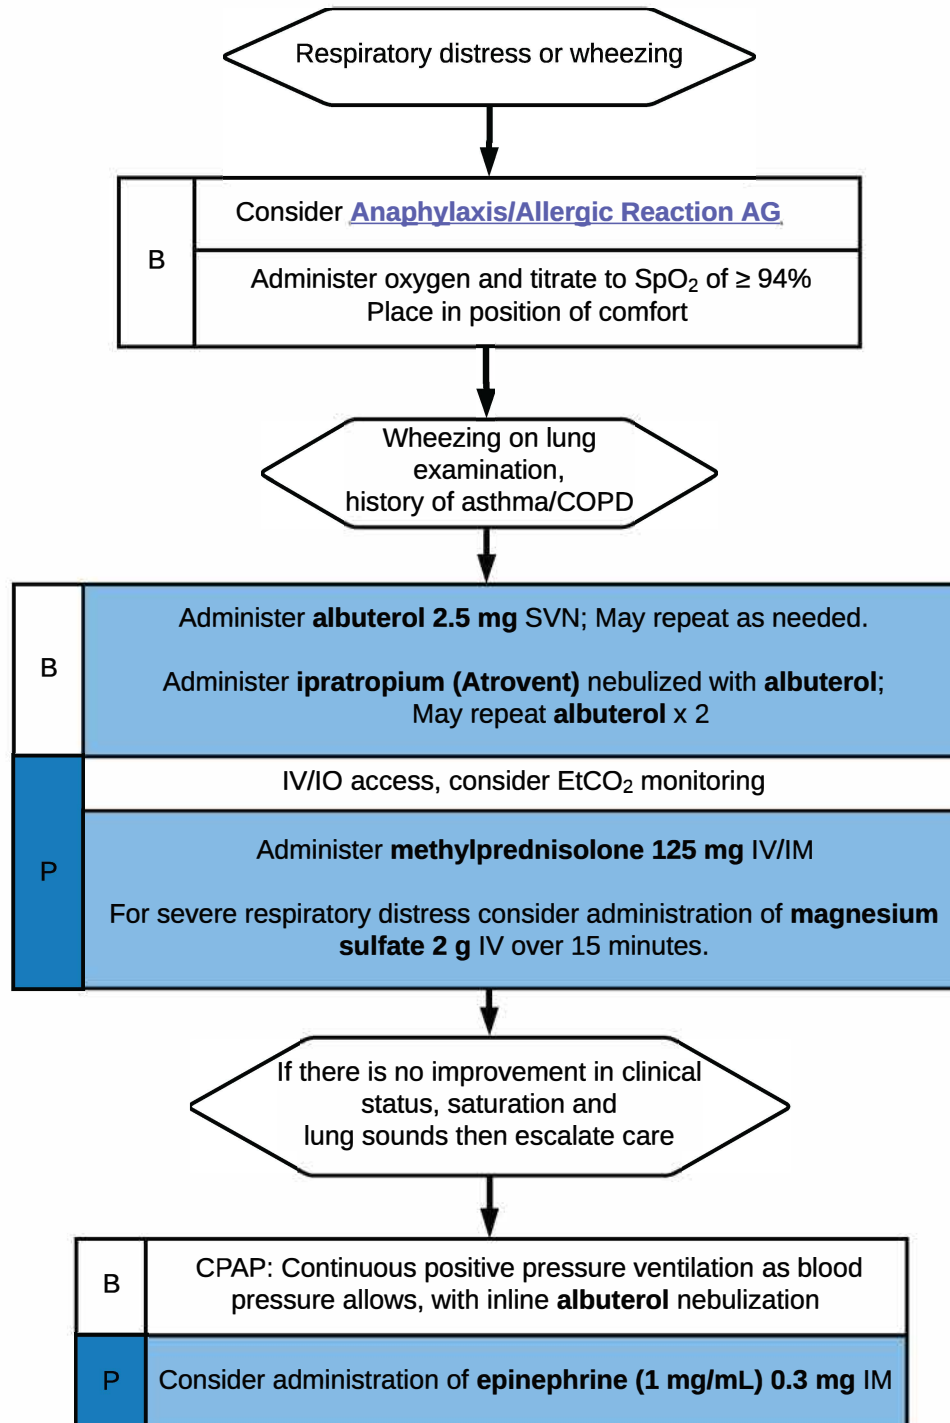 Respiratory distress or wheezing
B
Consider Anaphylaxis/Allergic Reaction AG
Administer oxygen and titrate to SpO₂ of ≥ 94%
Place in position of comfort
Wheezing on lung
examination,
history of asthma/COPD
B
Administer albuterol 2.5 mg SVN; May repeat as needed.
Administer ipratropium (Atrovent) nebulized with albuterol;
May repeat albuterol x 2
P
IV/IO access, consider EtCO₂ monitoring
Administer methylprednisolone 125 mg IV/IM
For severe respiratory distress consider administration of magnesium
sulfate 2 g IV over 15 minutes.
If there is no improvement in clinical
status, saturation and
lung sounds then escalate care
B
CPAP: Continuous positive pressure ventilation as blood
pressure allows, with inline albuterol nebulization
P
Consider administration of epinephrine (1 mg/mL) 0.3 mg IM